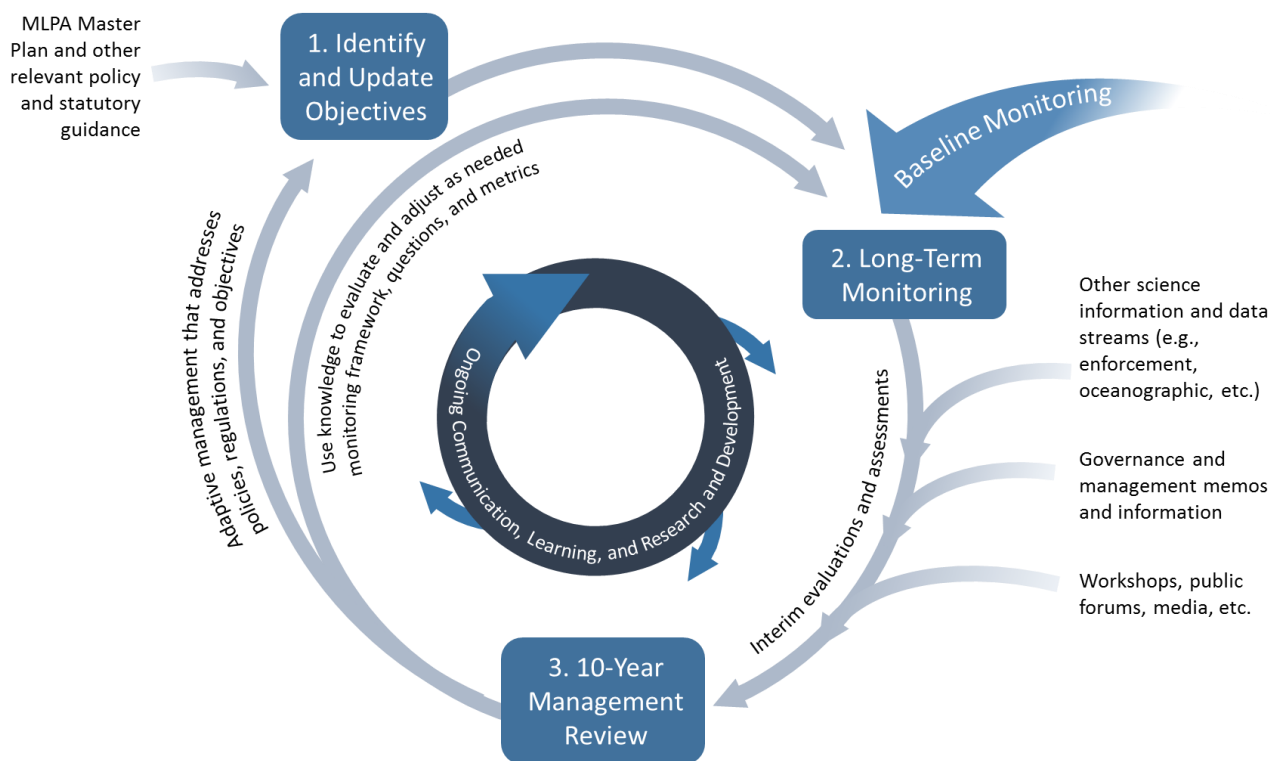 MLPA Master
Plan and other
relevant policy
and statutory
guidance
1. Identify
and Update
Objectives
Baseline Monitoring
2. Long-Term
Monitoring
Other science
information and data
streams (e.g.,
enforcement,
oceanographic, etc.)
Governance and
management memos
and information
Workshops, public
forums, media, etc.
Interim evaluations and assessments
3. 10-Year
Management
Review
Adaptive management that addresses
policies, regulations, and objectives
Use knowledge to evaluate and adjust as needed
monitoring framework, questions, and metrics
Ongoing Communication, Learning, and Research and Development